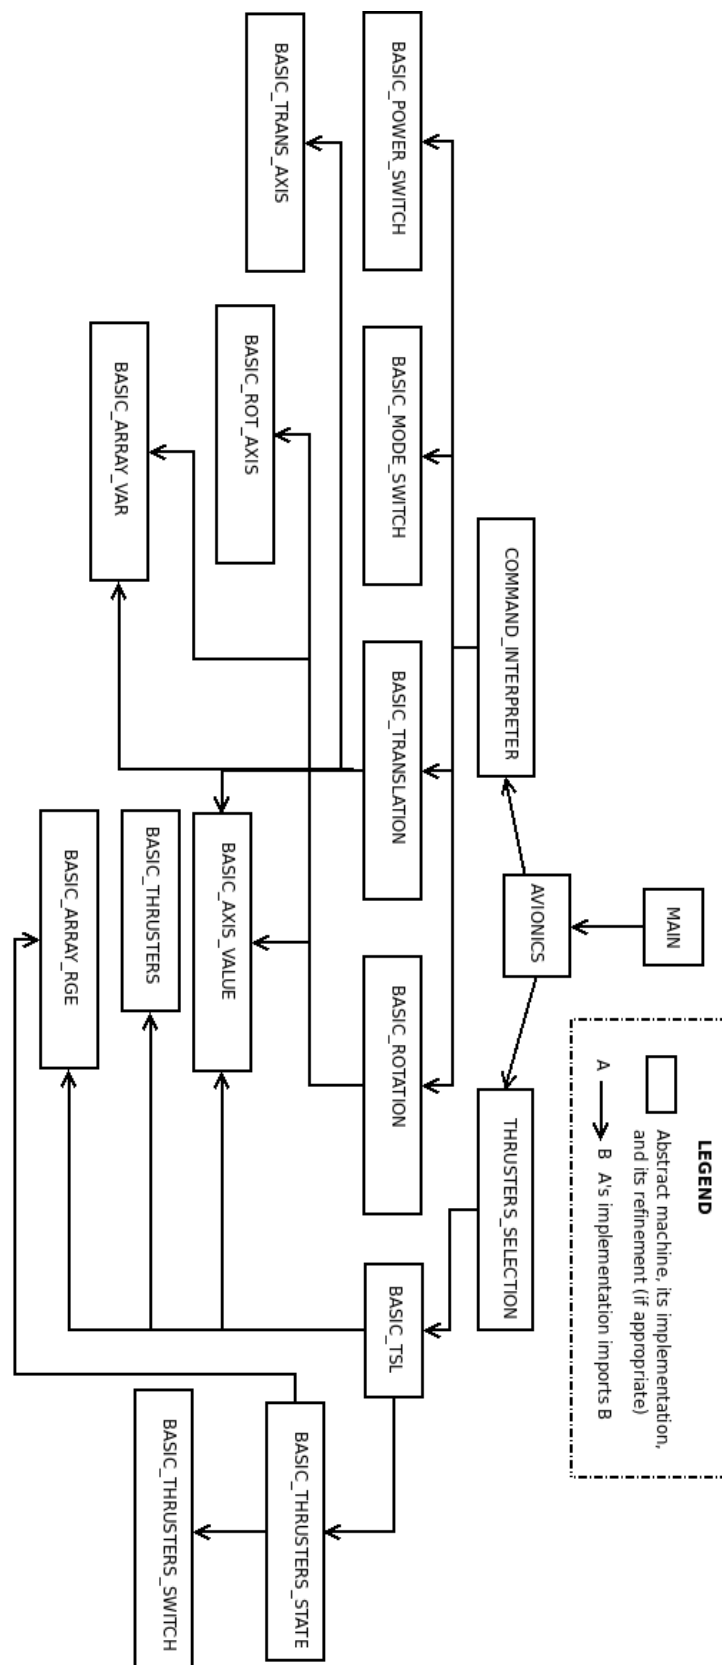 MAIN
AVIONICS
COMMAND_INTERPRETER
THRUSTERS_SELECTION
BASIC_POWER_SWITCH
BASIC_MODE_SWITCH
BASIC_TRANSLATION
BASIC_ROTATION
BASIC_TSL
BASIC_TRANS_AXIS
BASIC_ROT_AXIS
BASIC_AXIS_VALUE
BASIC_THRUSTERS_STATE
BASIC_ARRAY_VAR
BASIC_THRUSTERS
BASIC_THRUSTERS_SWITCH
BASIC_ARRAY_RGE
LEGEND
Abstract machine, its implementation,
and its refinement (if appropriate)
A B A's implementation imports B